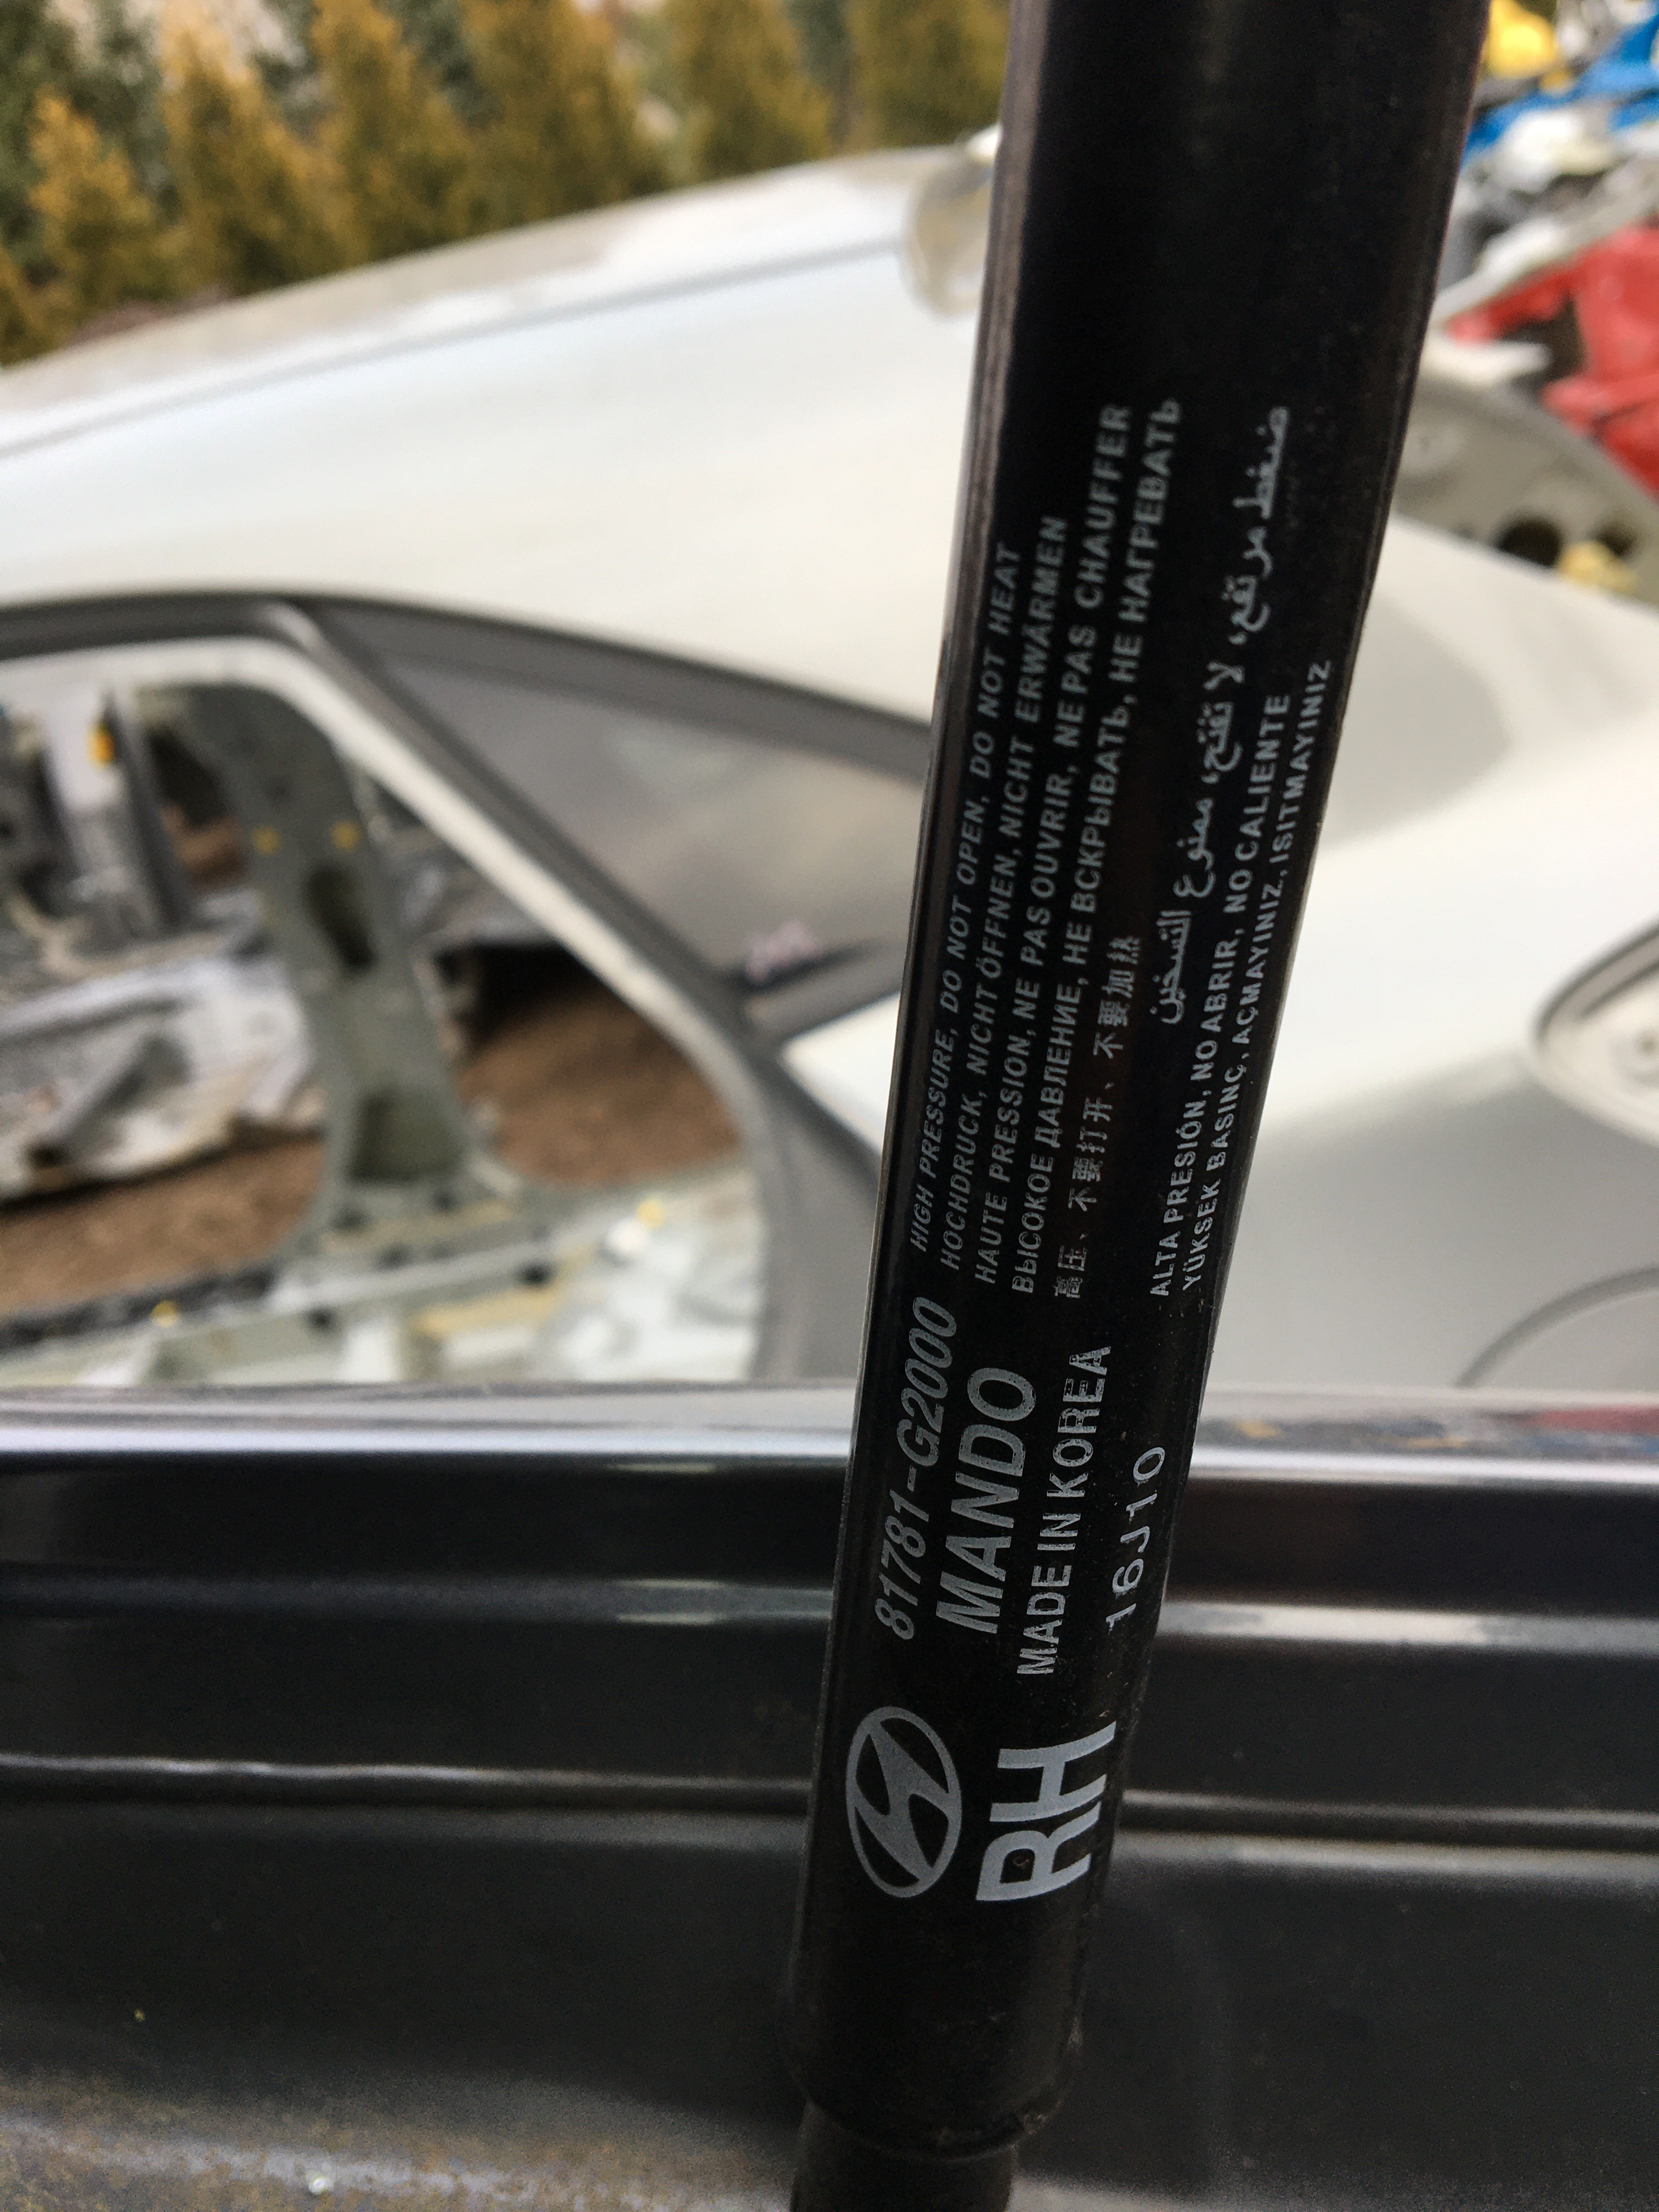 81781-G2000
MANDO
MADE IN KOREA
16J10
RH
HIGH PRESSURE, DO NOT OPEN, DO NOT HEAT
HOCHDRUCK, NICHT ÖFFNEN, NICHT ERWÄRMEN
HAUTE PRESSION, NE PAS OUVRIR, NE PAS CHAUFFER
ВЫСОКОЕ ДАВЛЕНИЕ, НЕ ВСКРЫВАТЬ, НЕ НАГРЕВАТЬ
高压、不要打开、不要加热
ضغط مرتفع، لا تفتح، ممنوع التسخين
ALTA PRESIÓN, NO ABRIR, NO CALIENTE
YÜKSEK BASINÇ, AÇMAYINIZ, ISITMAYINIZ